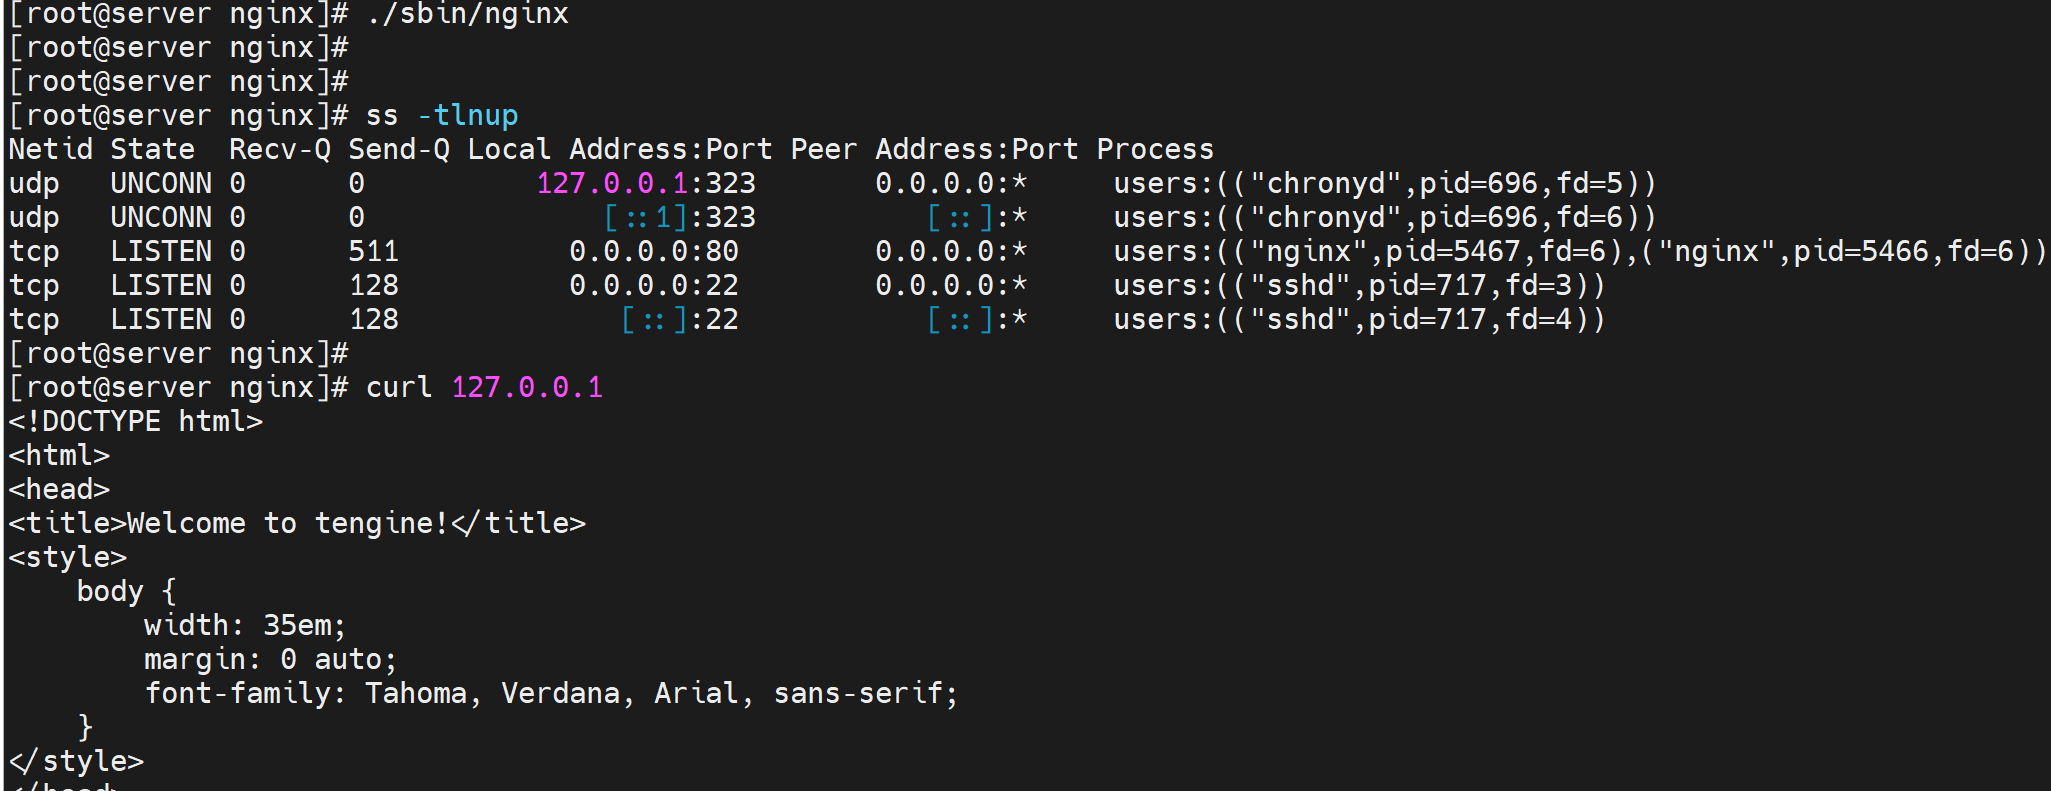 [root@server nginx]# ./sbin/nginx
[root@server nginx]#
[root@server nginx]#
[root@server nginx]# ss -tlnup
Netid State  Recv-Q Send-Q Local Address:Port Peer Address:Port Process
udp   UNCONN 0      0          127.0.0.1:323       0.0.0.0:*     users:(("chronyd",pid=696,fd=5))
udp   UNCONN 0      0              [::1]:323          [::]:*     users:(("chronyd",pid=696,fd=6))
tcp   LISTEN 0      511          0.0.0.0:80        0.0.0.0:*     users:(("nginx",pid=5467,fd=6),("nginx",pid=5466,fd=6))
tcp   LISTEN 0      128          0.0.0.0:22        0.0.0.0:*     users:(("sshd",pid=717,fd=3))
tcp   LISTEN 0      128             [::]:22           [::]:*     users:(("sshd",pid=717,fd=4))
[root@server nginx]#
[root@server nginx]# curl 127.0.0.1
<!DOCTYPE html>
<html>
<head>
<title>Welcome to tengine!</title>
<style>
    body {
        width: 35em;
        margin: 0 auto;
        font-family: Tahoma, Verdana, Arial, sans-serif;
    }
</style>
</head>